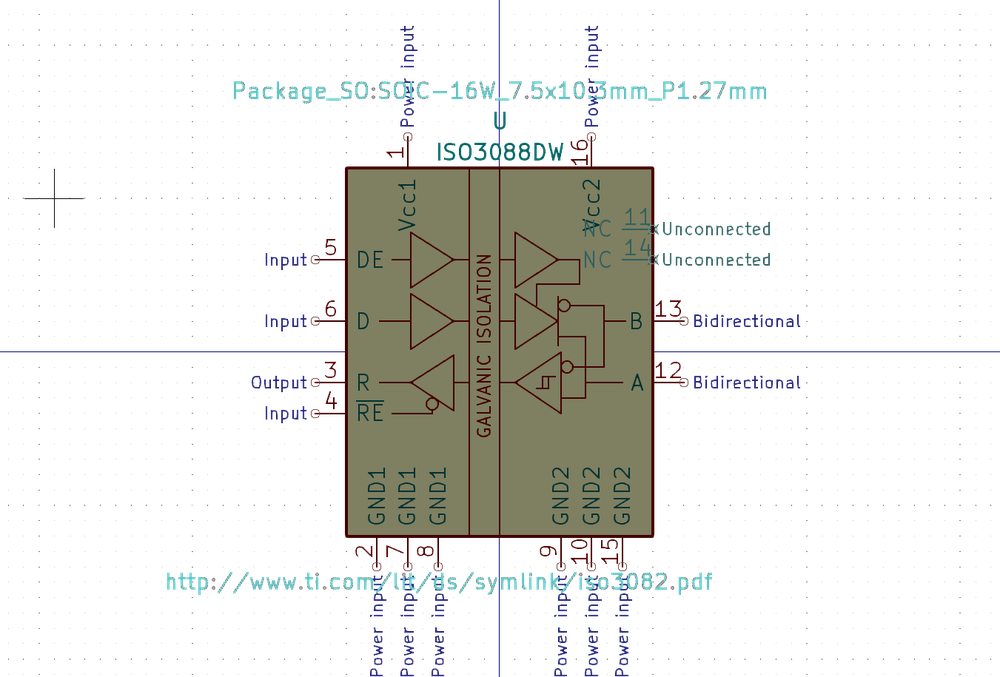 Power input
Power input
Package_SO:SOIC-16W_7.5x10.3mm_P1.27mm
U
1
ISO3088DW
16
Vcc1
Vcc2
NC 11 Unconnected
Input 5 DE
NC 14 Unconnected
GALVANIC ISOLATION
Input 6 D
B 13 Bidirectional
Output 3 R
A 12 Bidirectional
Input 4 RE
GND1
GND1
GND1
GND2
GND2
GND2
2
7
8
9
10
15
http://www.ti.com/lit/ds/symlink/iso3082.pdf
Power input
Power input
Power input
Power input
Power input
Power input